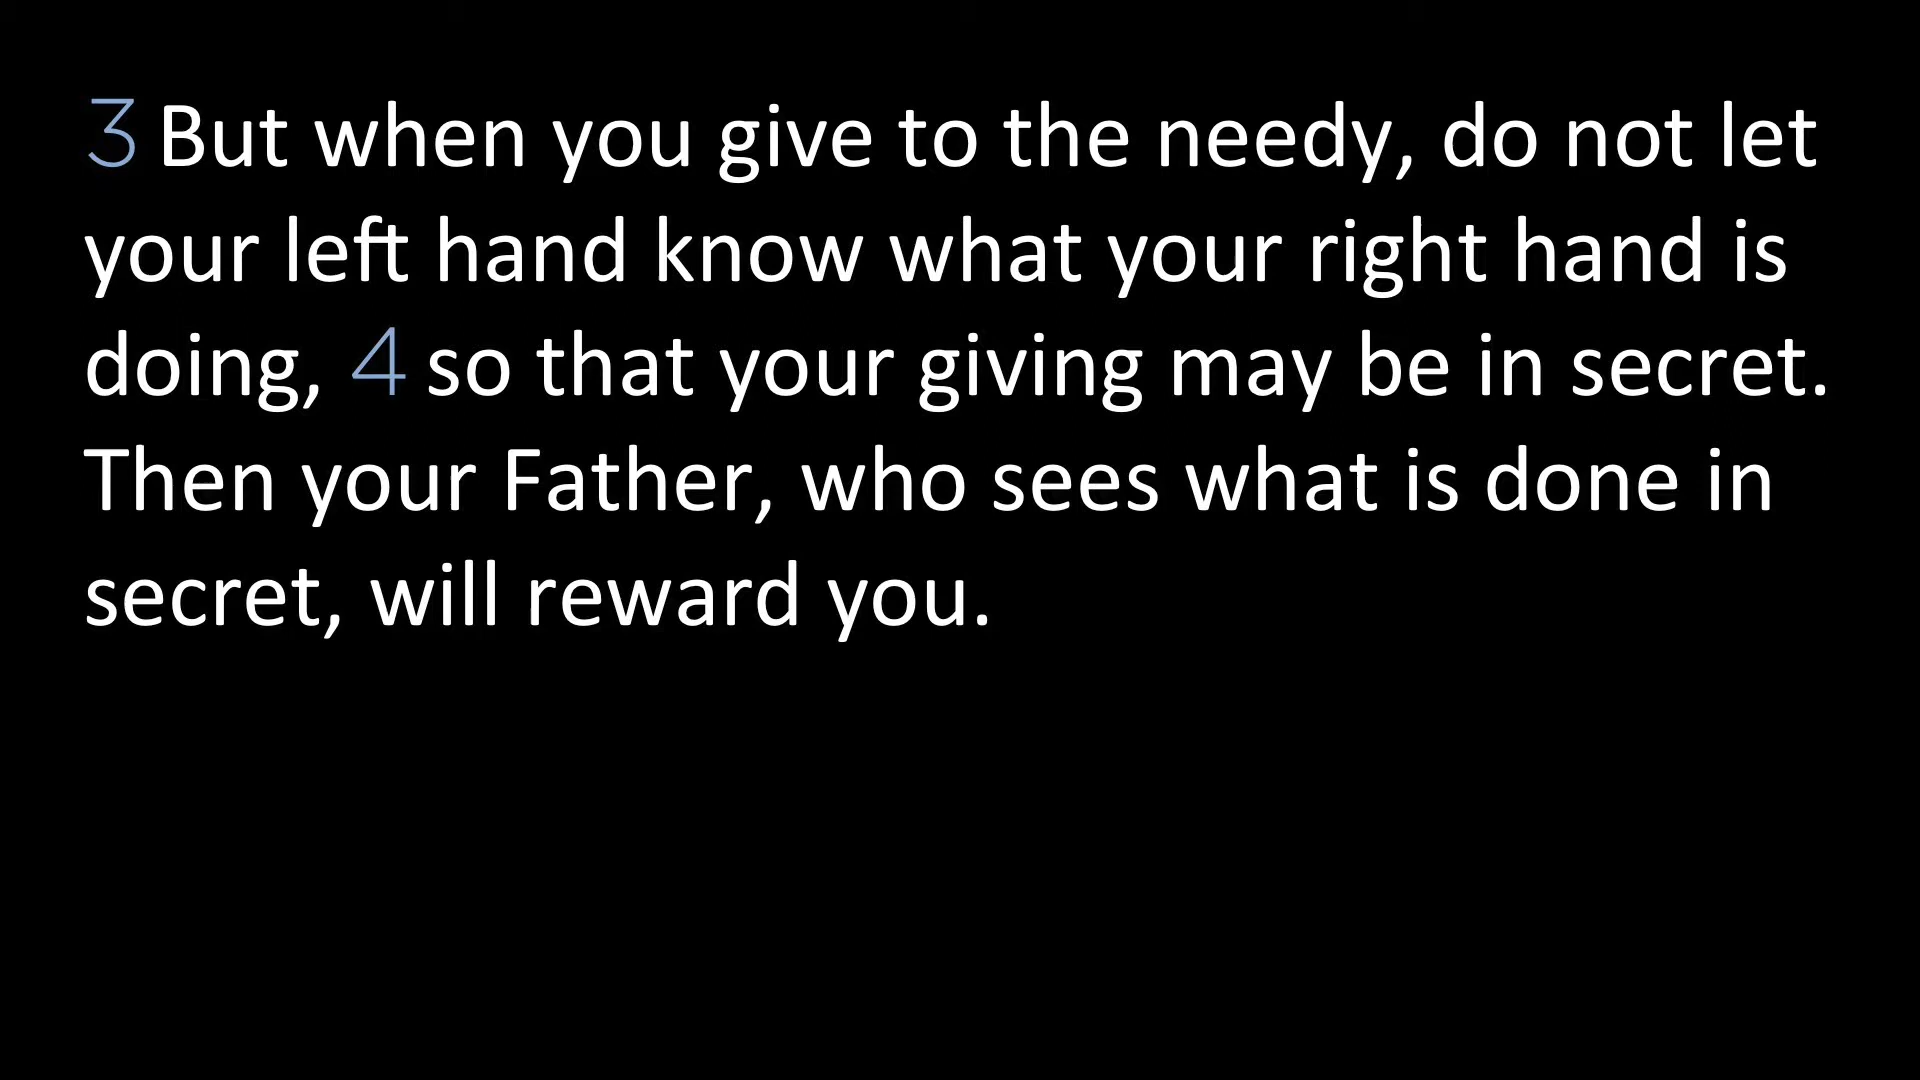 3 But when you give to the needy, do not let
your left hand know what your right hand is
doing, 4 so that your giving may be in secret.
Then your Father, who sees what is done in
secret, will reward you.